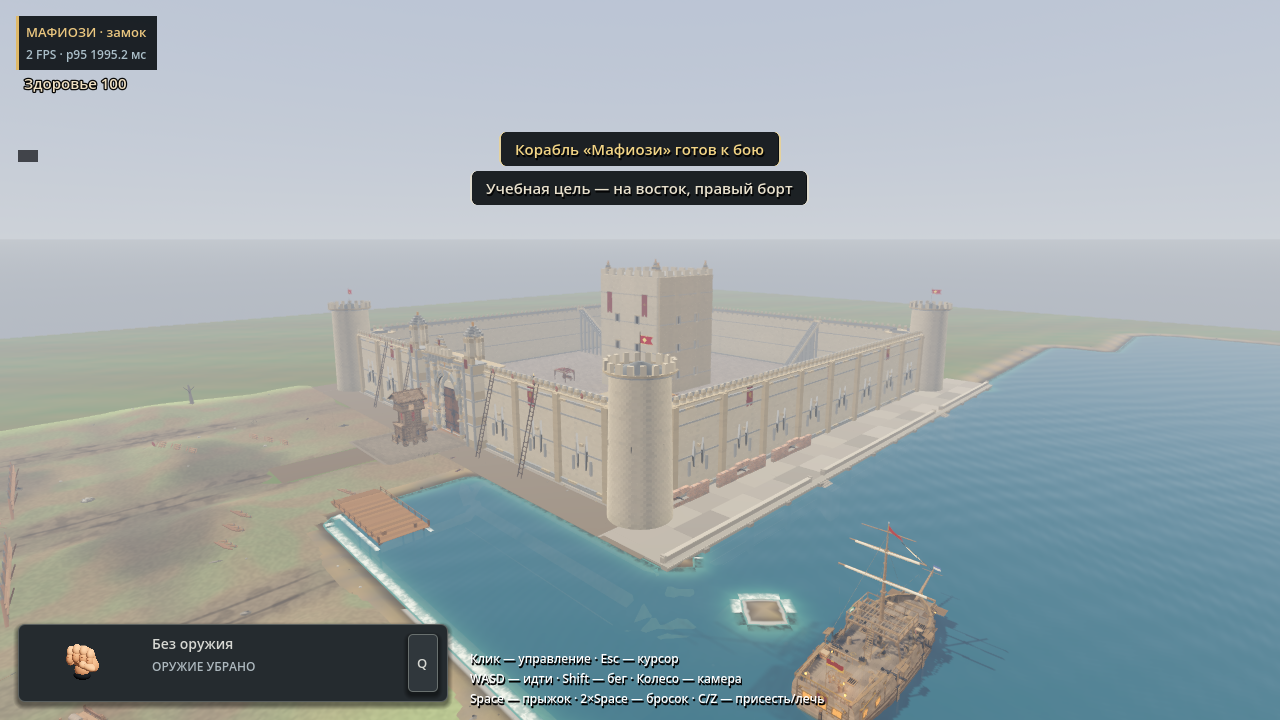 МАФИОЗИ · замок
2 FPS · p95 1995.2 мс
Здоровье 100
Корабль «Мафиози» готов к бою
Учебная цель — на восток, правый борт
Без оружия
ОРУЖИЕ УБРАНО
Q
Клик — управление · Esc — курсор
WASD — идти · Shift — бег · Колесо — камера
Space — прыжок · 2×Space — бросок · C/Z — присесть/лечь